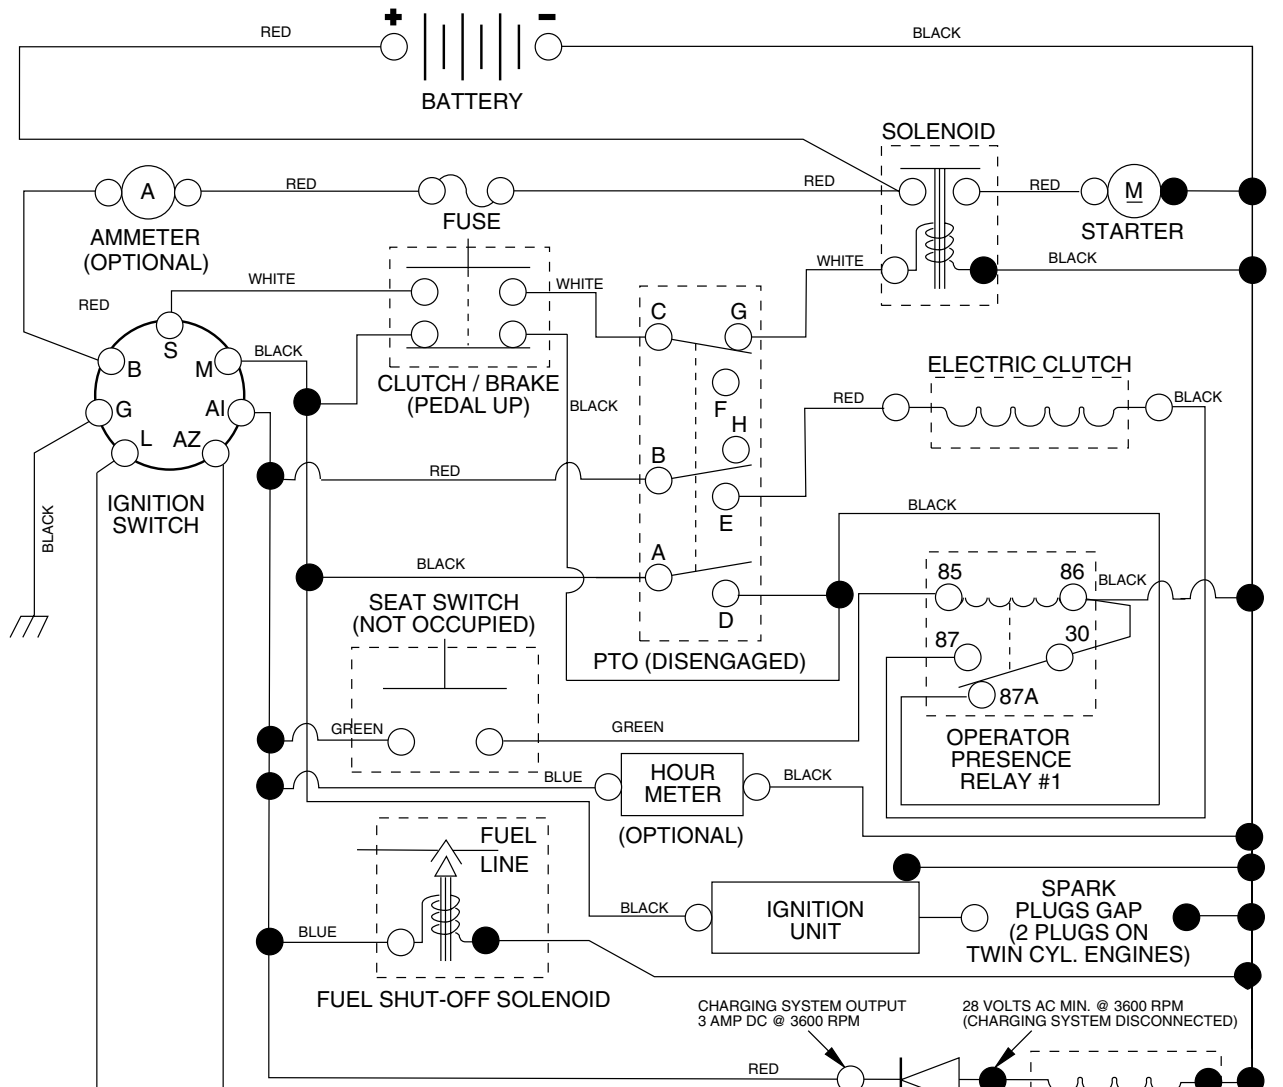 + -
RED
BLACK
BATTERY
SOLENOID
A
RED
RED
RED
M
FUSE
STARTER
AMMETER
(OPTIONAL)
WHITE
WHITE
WHITE
BLACK
RED
C
G
S
B
M
BLACK
ELECTRIC CLUTCH
CLUTCH / BRAKE
(PEDAL UP)
F
RED
BLACK
G
AI
BLACK
H
L
AZ
B
RED
IGNITION
SWITCH
BLACK
E
BLACK
A
BLACK
85
86
BLACK
SEAT SWITCH
(NOT OCCUPIED)
D
87
30
PTO (DISENGAGED)
87A
GREEN
GREEN
OPERATOR
PRESENCE
RELAY #1
BLUE
HOUR
METER
BLACK
(OPTIONAL)
FUEL
LINE
BLUE
BLACK
IGNITION
UNIT
SPARK
PLUGS GAP
(2 PLUGS ON
TWIN CYL. ENGINES)
FUEL SHUT-OFF SOLENOID
CHARGING SYSTEM OUTPUT
3 AMP DC @ 3600 RPM
28 VOLTS AC MIN. @ 3600 RPM
(CHARGING SYSTEM DISCONNECTED)
RED